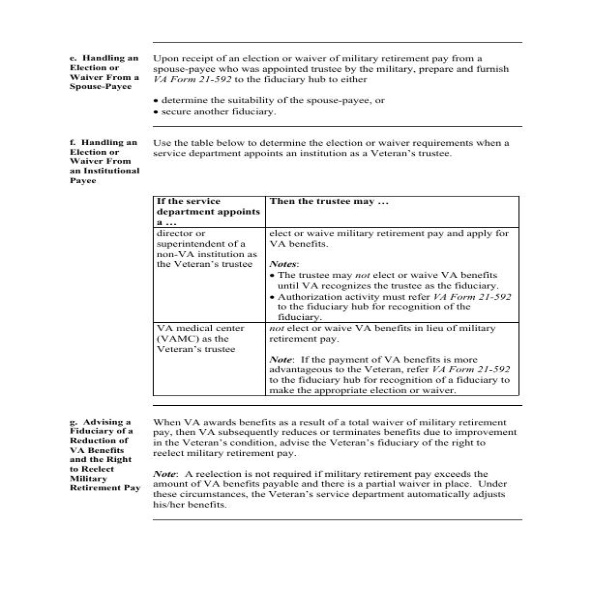 e. Handling an
Election or
Waiver From a
Spouse-Payee
Upon receipt of an election or waiver of military retirement pay from a
spouse-payee who was appointed trustee by the military, prepare and furnish
VA Form 21-592 to the fiduciary hub to either
• determine the suitability of the spouse-payee, or
• secure another fiduciary.
f. Handling an
Election or
Waiver From
an Institutional
Payee
Use the table below to determine the election or waiver requirements when a
service department appoints an institution as a Veteran's trustee.
If the service
department appoints
a …
Then the trustee may …
director or
superintendent of a
non-VA institution as
the Veteran's trustee
elect or waive military retirement pay and apply for
VA benefits.
Notes:
• The trustee may not elect or waive VA benefits
until VA recognizes the trustee as the fiduciary.
• Authorization activity must refer VA Form 21-592
to the fiduciary hub for recognition of the
fiduciary.
VA medical center
(VAMC) as the
Veteran's trustee
not elect or waive VA benefits in lieu of military
retirement pay.
Note: If the payment of VA benefits is more
advantageous to the Veteran, refer VA Form 21-592
to the fiduciary hub for recognition of a fiduciary to
make the appropriate election or waiver.
g. Advising a
Fiduciary of a
Reduction of
VA Benefits
and the Right
to Reelect
Military
Retirement Pay
When VA awards benefits as a result of a total waiver of military retirement
pay, then VA subsequently reduces or terminates benefits due to improvement
in the Veteran's condition, advise the Veteran's fiduciary of the right to
reelect military retirement pay.
Note: A reelection is not required if military retirement pay exceeds the
amount of VA benefits payable and there is a partial waiver in place. Under
these circumstances, the Veteran's service department automatically adjusts
his/her benefits.